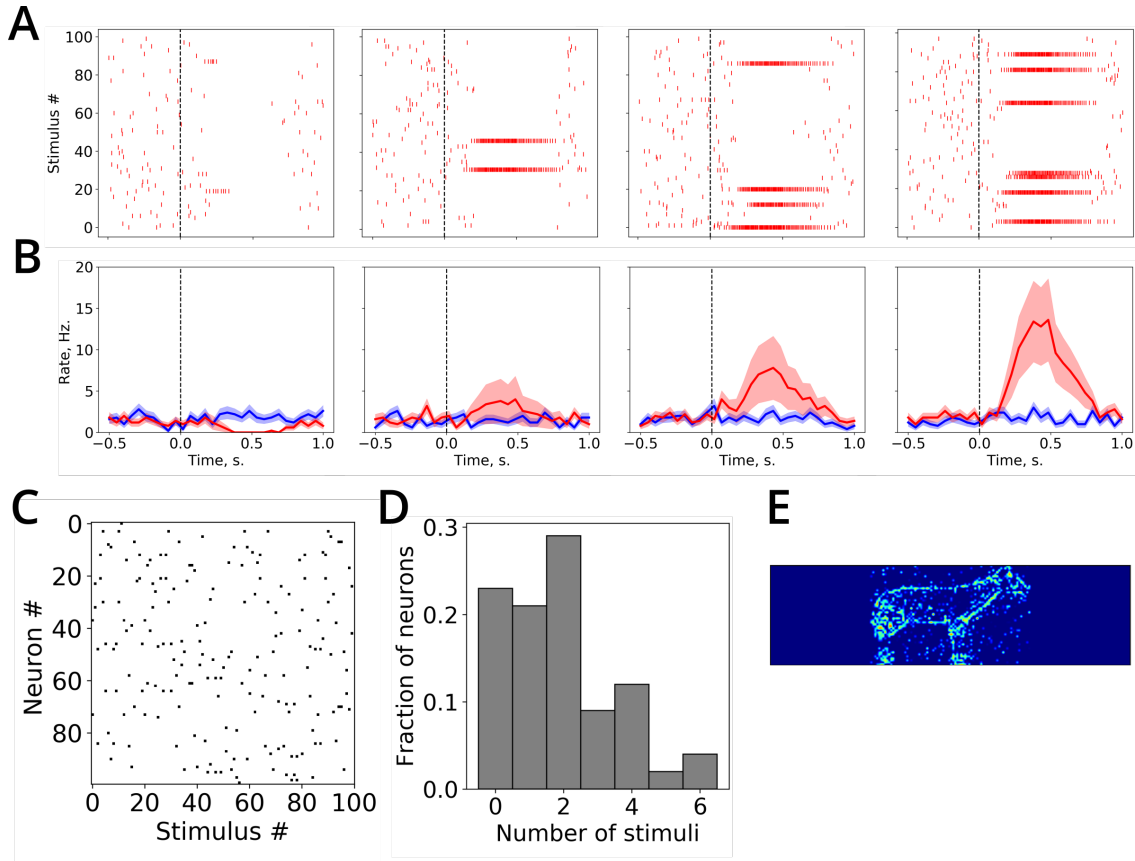 A
Stimulus #
100
80
60
40
20
0
B
Rate, Hz.
20
15
10
5
0
-0.5 0.0 0.5 1.0
-0.5 0.0 0.5 1.0
-0.5 0.0 0.5 1.0
-0.5 0.0 0.5 1.0
Time, s. Time, s. Time, s. Time, s.
C
Neuron #
0
20
40
60
80
0 20 40 60 80 100
Stimulus #
D
Fraction of neurons
0.3
0.2
0.1
0.0
0 2 4 6
Number of stimuli
E